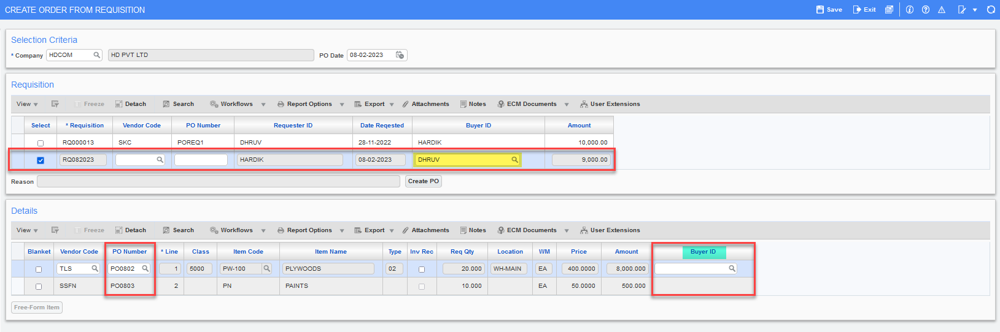 CREATE ORDER FROM REQUISITION Save Exit
Selection Criteria
* Company HDCOM HD PVT LTD PO Date 08-02-2023
Requisition
View Freeze Detach Search Workflows Report Options Export Attachments Notes ECM Documents User Extensions
Select * Requisition Vendor Code PO Number Requester ID Date Reqested Buyer ID Amount
RQ000013 SKC POREQ1 DHRUV 28-11-2022 HARDIK 10,000.00
RQ082023 HARDIK 08-02-2023 DHRUV 9,000.00
Reason Create PO
Details
View Freeze Detach Search Workflows Report Options Export Attachments Notes ECM Documents User Extensions
Blanket Vendor Code PO Number * Line Class Item Code Item Name Type Inv Rec Req Qty Location WM Price Amount Buyer ID
TLS PO0802 1 5000 PW-100 PLYWOODS 02 20.000 WH-MAIN EA 400.0000 8,000.000
SSFN PO0803 2 PN PAINTS 10.000 EA 50.0000 500.000
Free-Form Item